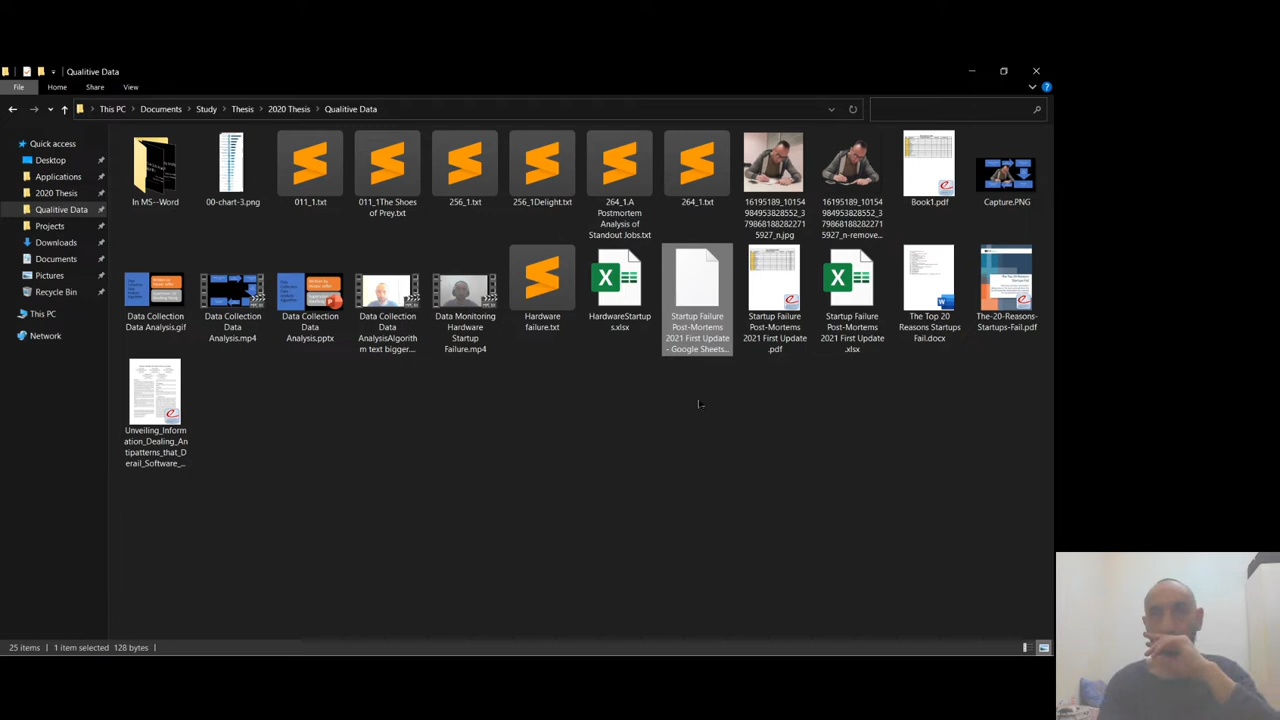 Qualitive Data
File Home Share View
This PC Documents Study Thesis 2020 Thesis Qualitive Data
Quick access
Desktop
Applications
2020 Thesis
Qualitive Data
Projects
Downloads
Documents
Pictures
Recycle Bin
This PC
Network
In MS--Word
00-chart-3.png
011_1.txt
011_1The Shoes
of Prey.txt
256_1.txt
256_1Delight.txt
264_1.A
Postmortem
Analysis of
Standout Jobs.txt
264_1.txt
16195189_10154
984953828552_3
79868188282271
5927_n.jpg
16195189_10154
984953828552_3
79868188282271
5927_n-remove...
Book1.pdf
Capture.PNG
Data Collection
Data Analysis.gif
Data Collection
Data
Analysis.mp4
Data Collection
Data
Analysis.pptx
Data Collection
Data
AnalysisAlgorith
m text bigger...
Data Monitoring
Hardware
Startup
Failure.mp4
Hardware
failure.txt
HardwareStartup
s.xlsx
Startup Failure
Post-Mortems
2021 First Update
- Google Sheets...
Startup Failure
Post-Mortems
2021 First Update
.pdf
Startup Failure
Post-Mortems
2021 First Update
.xlsx
The Top 20
Reasons Startups
Fail.docx
The-20-Reasons-
Startups-Fail.pdf
Unveiling_Inform
ation_Dealing_An
tipatterns_that_D
erail_Software_...
25 items 1 item selected 128 bytes